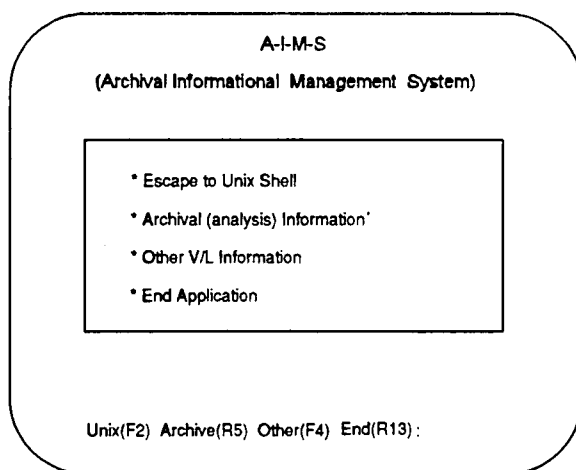 A-I-M-S
(Archival Informational Management System)
* Escape to Unix Shell
* Archival (analysis) Information'
* Other V/L Information
* End Application
Unix(F2) Archive(R5) Other(F4) End(R13) :